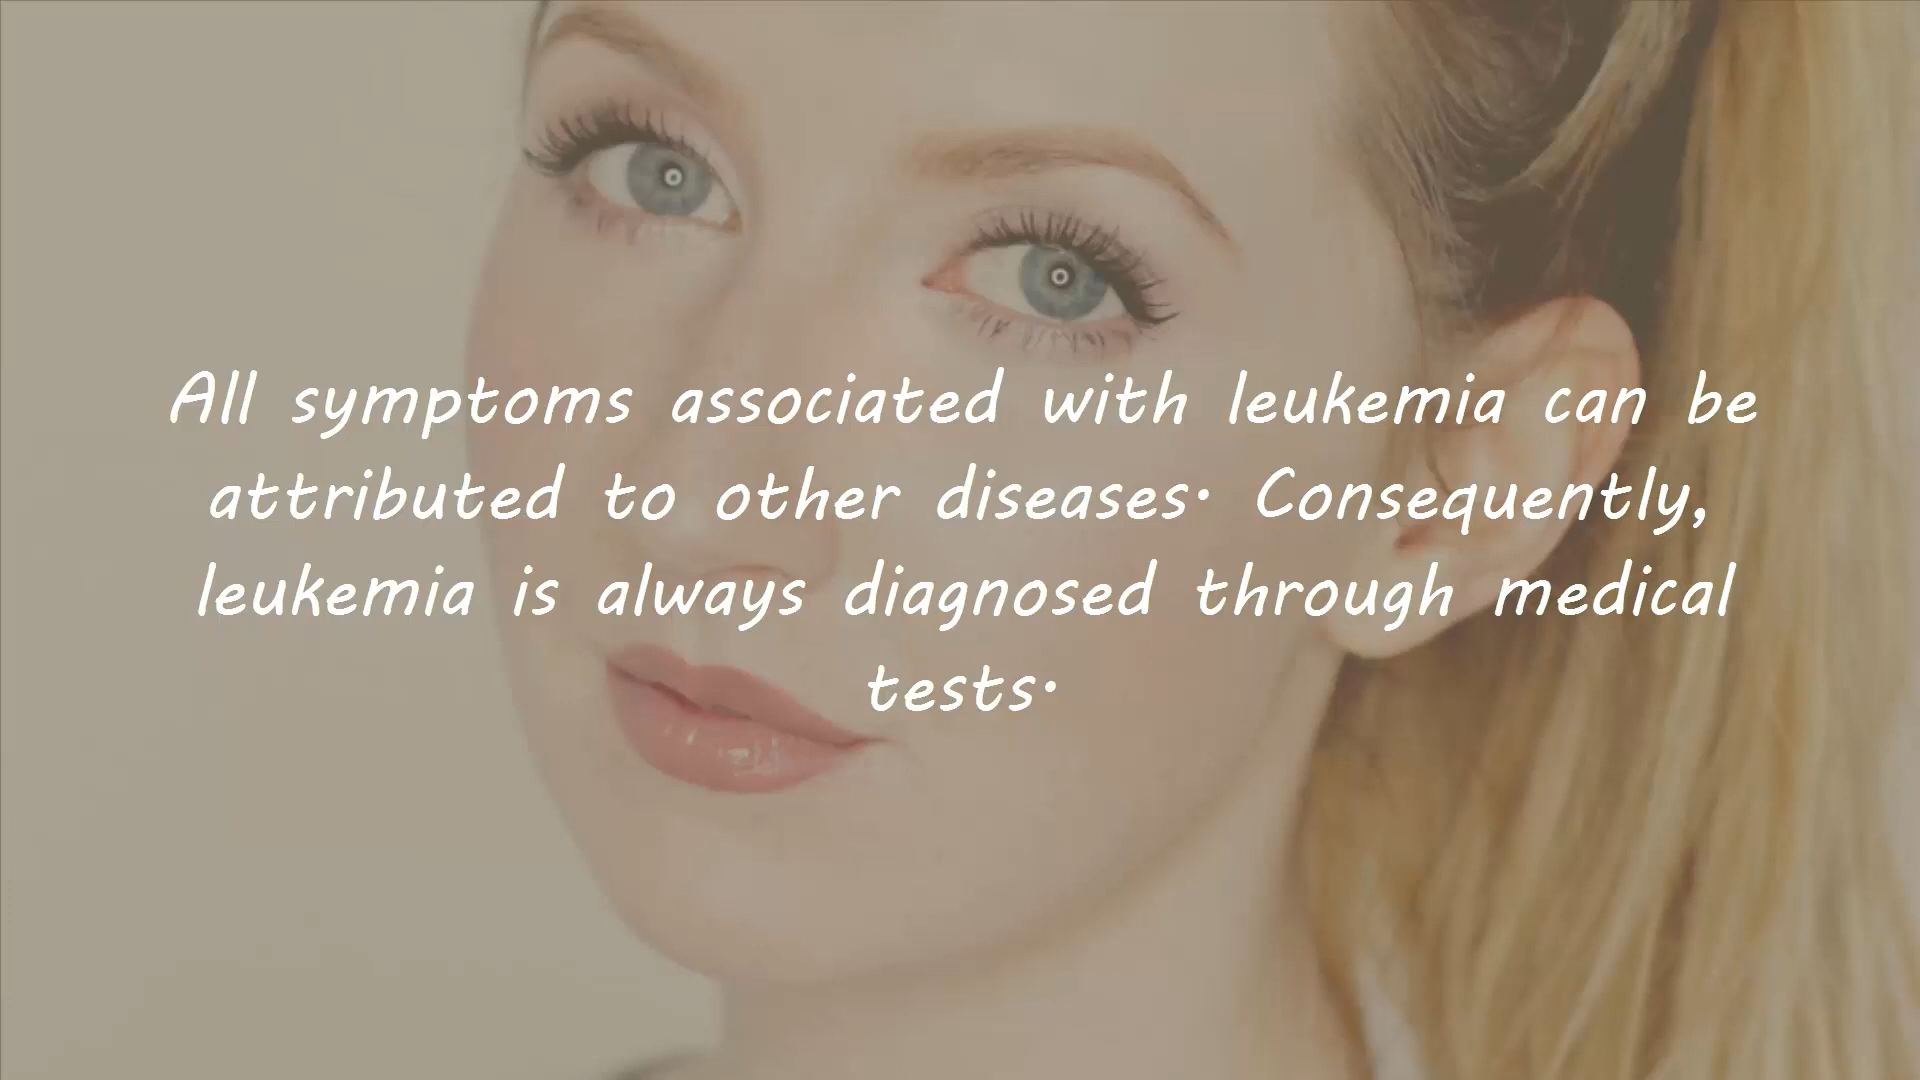 All symptoms associated with leukemia can be
attributed to other diseases. Consequently,
leukemia is always diagnosed through medical
tests.